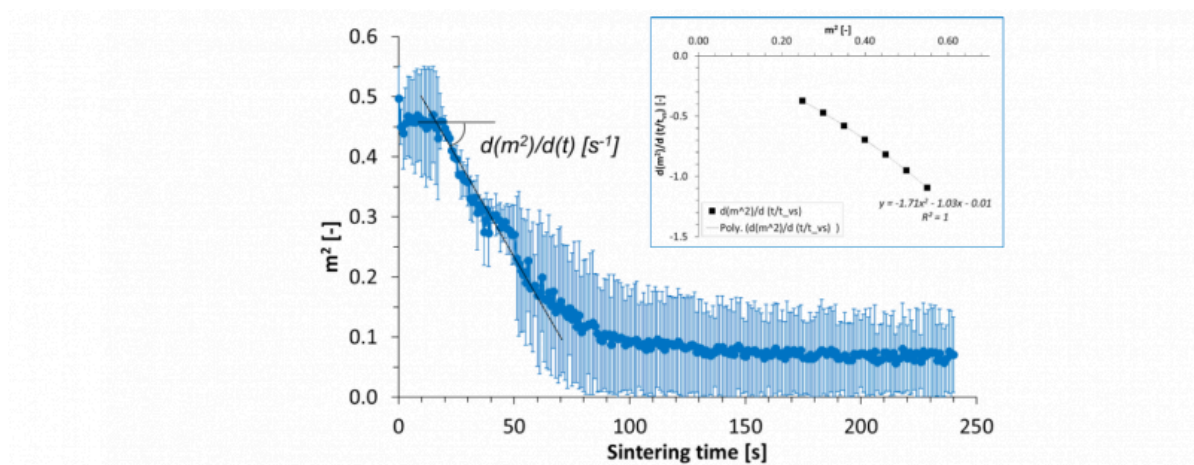 m² [-]
0.00 0.20 0.40 0.60
0.0
-0.5
-1.0
-1.5
d(m²)/d (t/t_vs) [-]
■ d(m^2)/d (t/t_vs)
Poly. (d(m^2)/d (t/t_vs) )
y = -1.71x² - 1.03x - 0.01
R² = 1
0.6
0.5
0.4
0.3
0.2
0.1
0.0
m² [-]
d(m²)/d(t) [s⁻¹]
0 50 100 150 200 250
Sintering time [s]